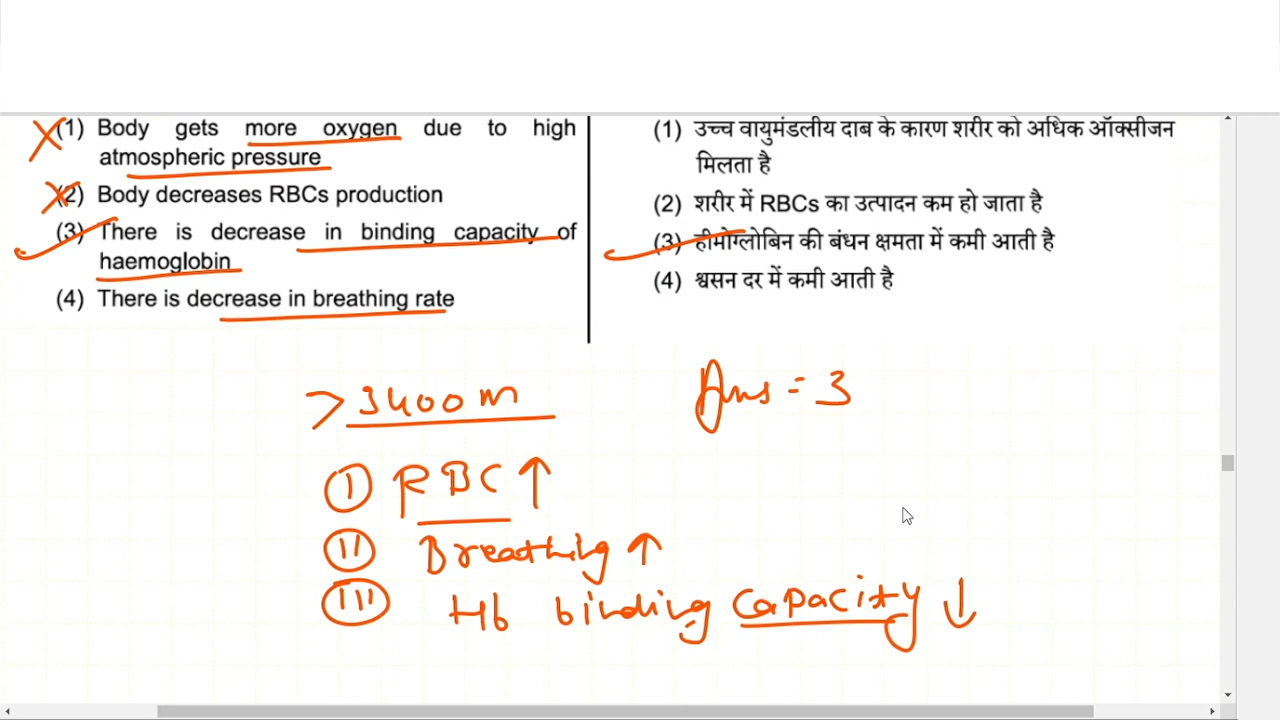 (1) Body gets more oxygen due to high
atmospheric pressure
(2) Body decreases RBCs production
(3) There is decrease in binding capacity of
haemoglobin
(4) There is decrease in breathing rate
(1) उच्च वायुमंडलीय दाब के कारण शरीर को अधिक ऑक्सीजन
मिलता है
(2) शरीर में RBCs का उत्पादन कम हो जाता है
(3) हीमोग्लोबिन की बंधन क्षमता में कमी आती है
(4) श्वसन दर में कमी आती है
> 3400 m
Ans = 3
(I) RBC ↑
(II) Breathing ↑
(III) Hb binding capacity ↓